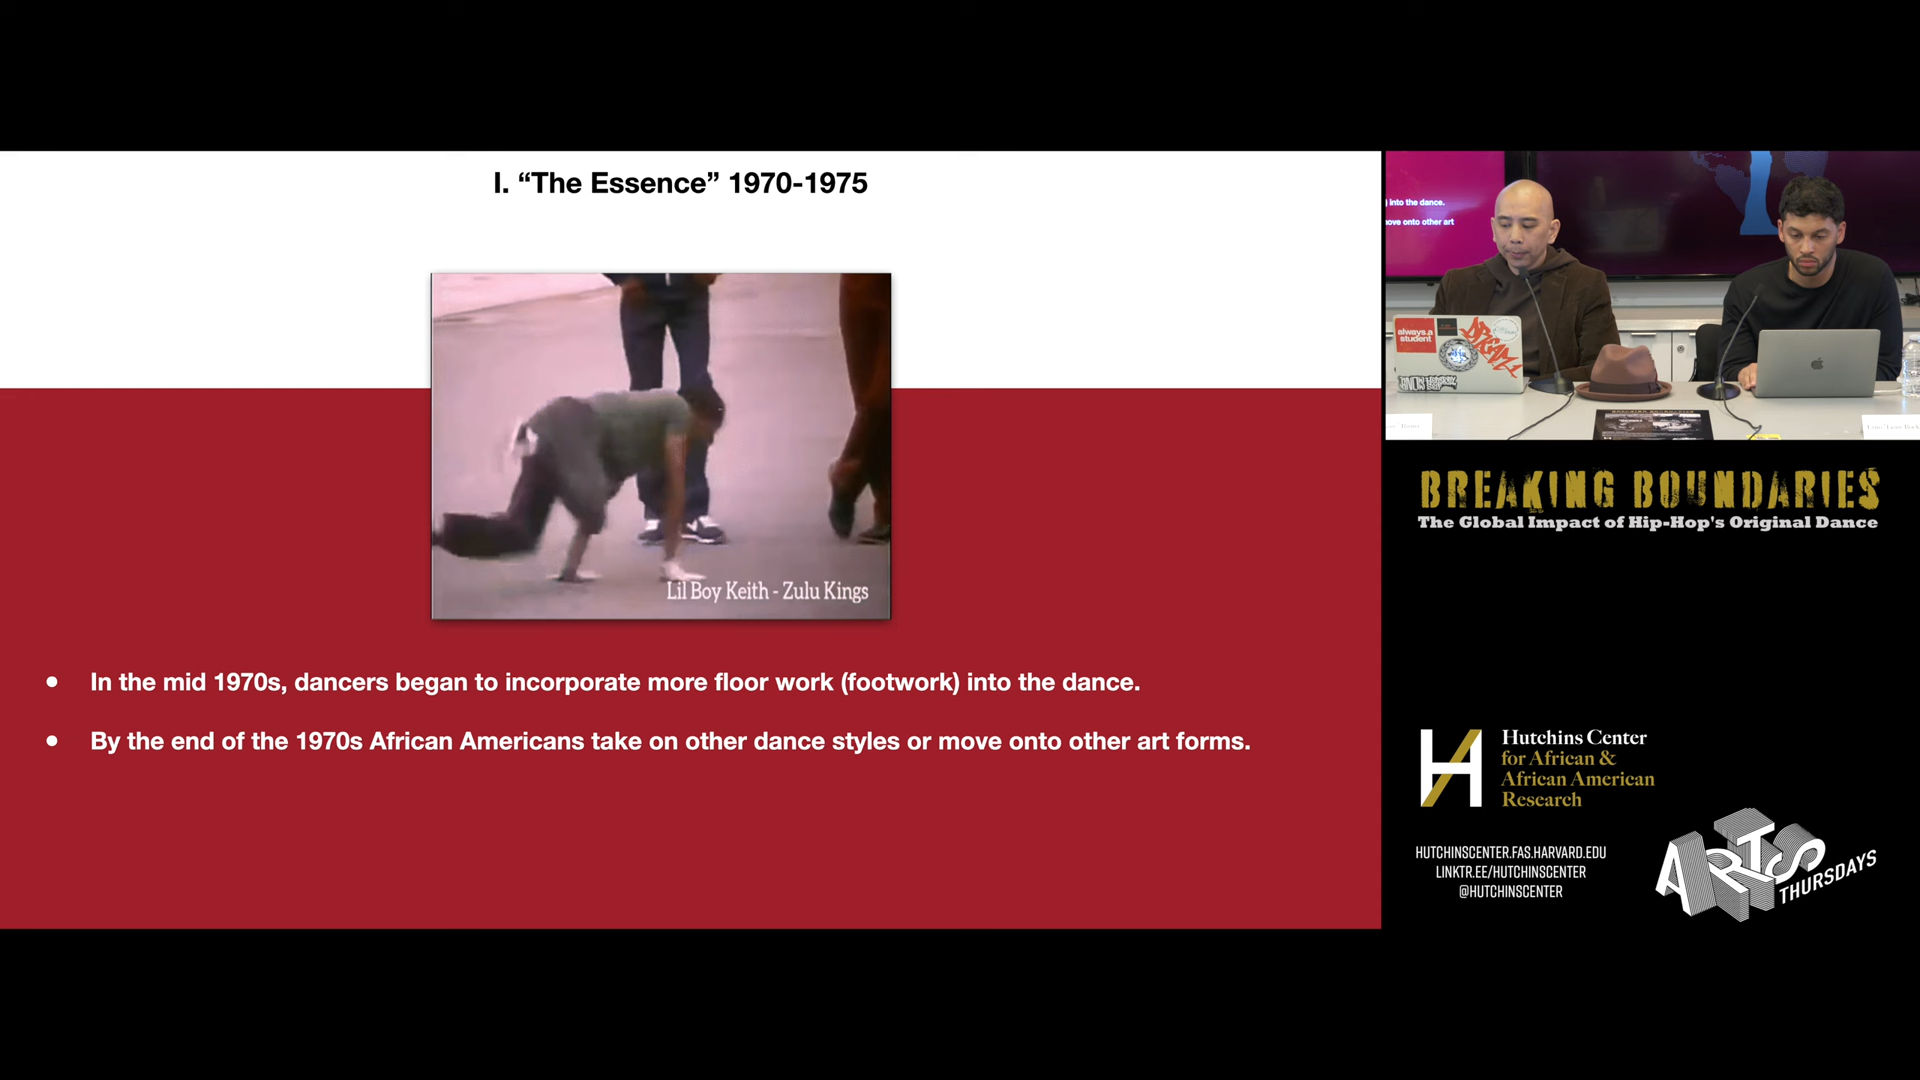 I. “The Essence” 1970-1975
Lil Boy Keith - Zulu Kings
● In the mid 1970s, dancers began to incorporate more floor work (footwork) into the dance.
● By the end of the 1970s African Americans take on other dance styles or move onto other art forms.
into the dance.
ove onto other art
always.a
student
BREAKING BOUNDARIES
BREAKING BOUNDARIES
The Global Impact of Hip-Hop's Original Dance
Hutchins Center
for African &
African American
Research
HUTCHINSCENTER.FAS.HARVARD.EDU
LINKTR.EE/HUTCHINSCENTER
@HUTCHINSCENTER
ARTS
THURSDAYS